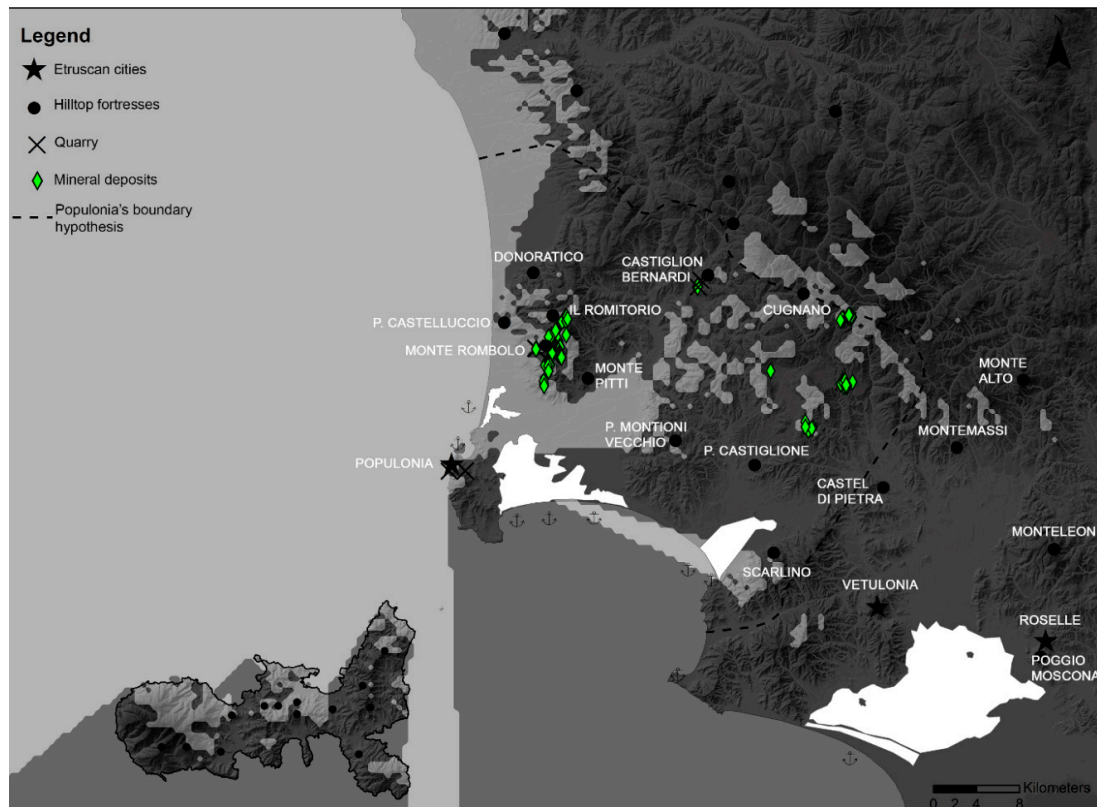 Legend
Etruscan cities
Hilltop fortresses
Quarry
Mineral deposits
Populonia's boundary
hypothesis
DONORATICO
CASTIGLION
BERNARDI
IL ROMITORIO
CUGNANO
P. CASTELLUCCIO
MONTE ROMBOLO
MONTE
PITTI
MONTE
ALTO
P. MONTIONI
VECCHIO
MONTEMASSI
P. CASTIGLIONE
POPULONIA
CASTEL
DI PIETRA
MONTELEON
SCARLINO
VETULONIA
ROSELLE
POGGIO
MOSCONA
Kilometers
0 2 4 8